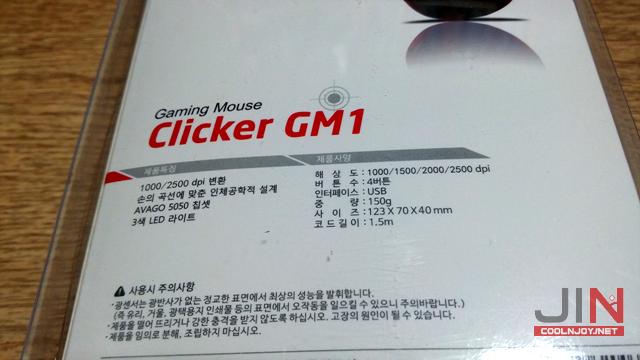 Gaming Mouse
Clicker GM1
제품특징
1000/2500 dpi 변환
손의 곡선에 맞춘 인체공학적 설계
AVAGO 5050 칩셋
3색 LED 라이트
제품사양
해 상 도 : 1000/1500/2000/2500 dpi
버 튼 수 : 4버튼
인터페이스 : USB
중 량 : 150g
사 이 즈 : 123 X 70 X 40 mm
코 드 길 이 : 1.5m
사용시 주의사항
• 광센서는 광반사가 없는 정교한 표면에서 최상의 성능을 발휘합니다.
(즉 유리, 거울, 광택용지 인쇄물 등의 표면에서 오작동을 일으킬 수 있으니 주의바랍니다.)
• 제품을 떨어 뜨리거나 강한 충격을 받지 않도록 하십시오. 고장의 원인이 될 수 있습니다.
• 제품을 임의로 분해, 조립하지 마십시오.
JIN
COOLNJOY.NET